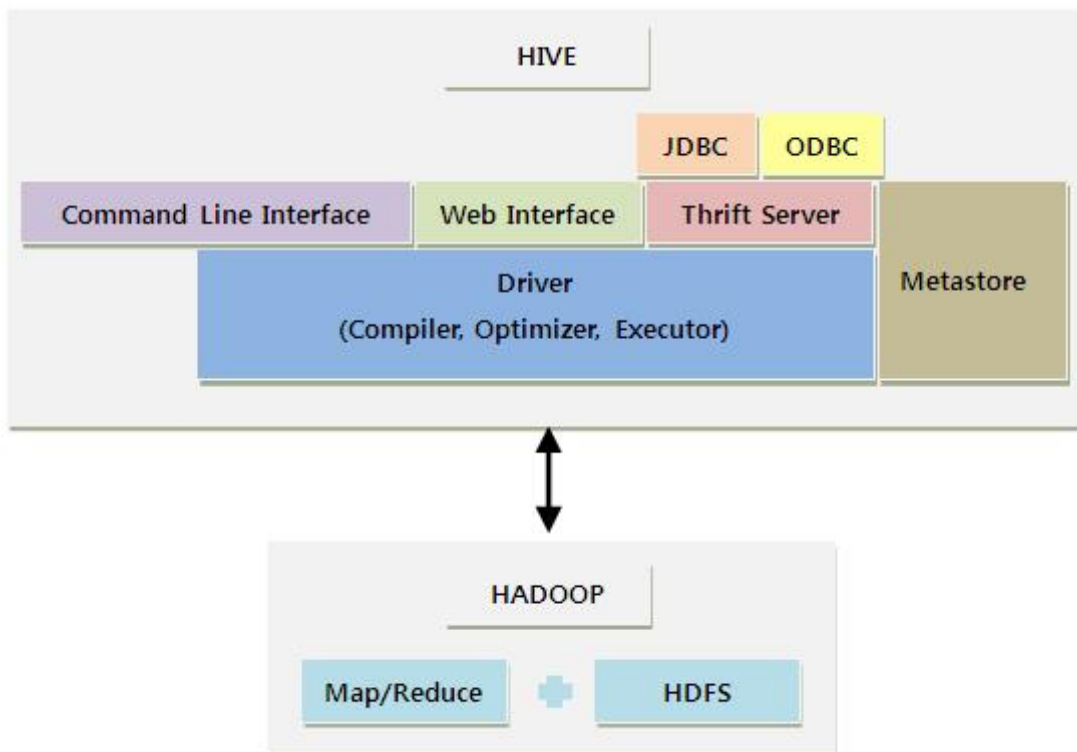 HIVE
JDBC
ODBC
Command Line Interface
Web Interface
Thrift Server
Metastore
Driver
(Compiler, Optimizer, Executor)
HADOOP
Map/Reduce
HDFS